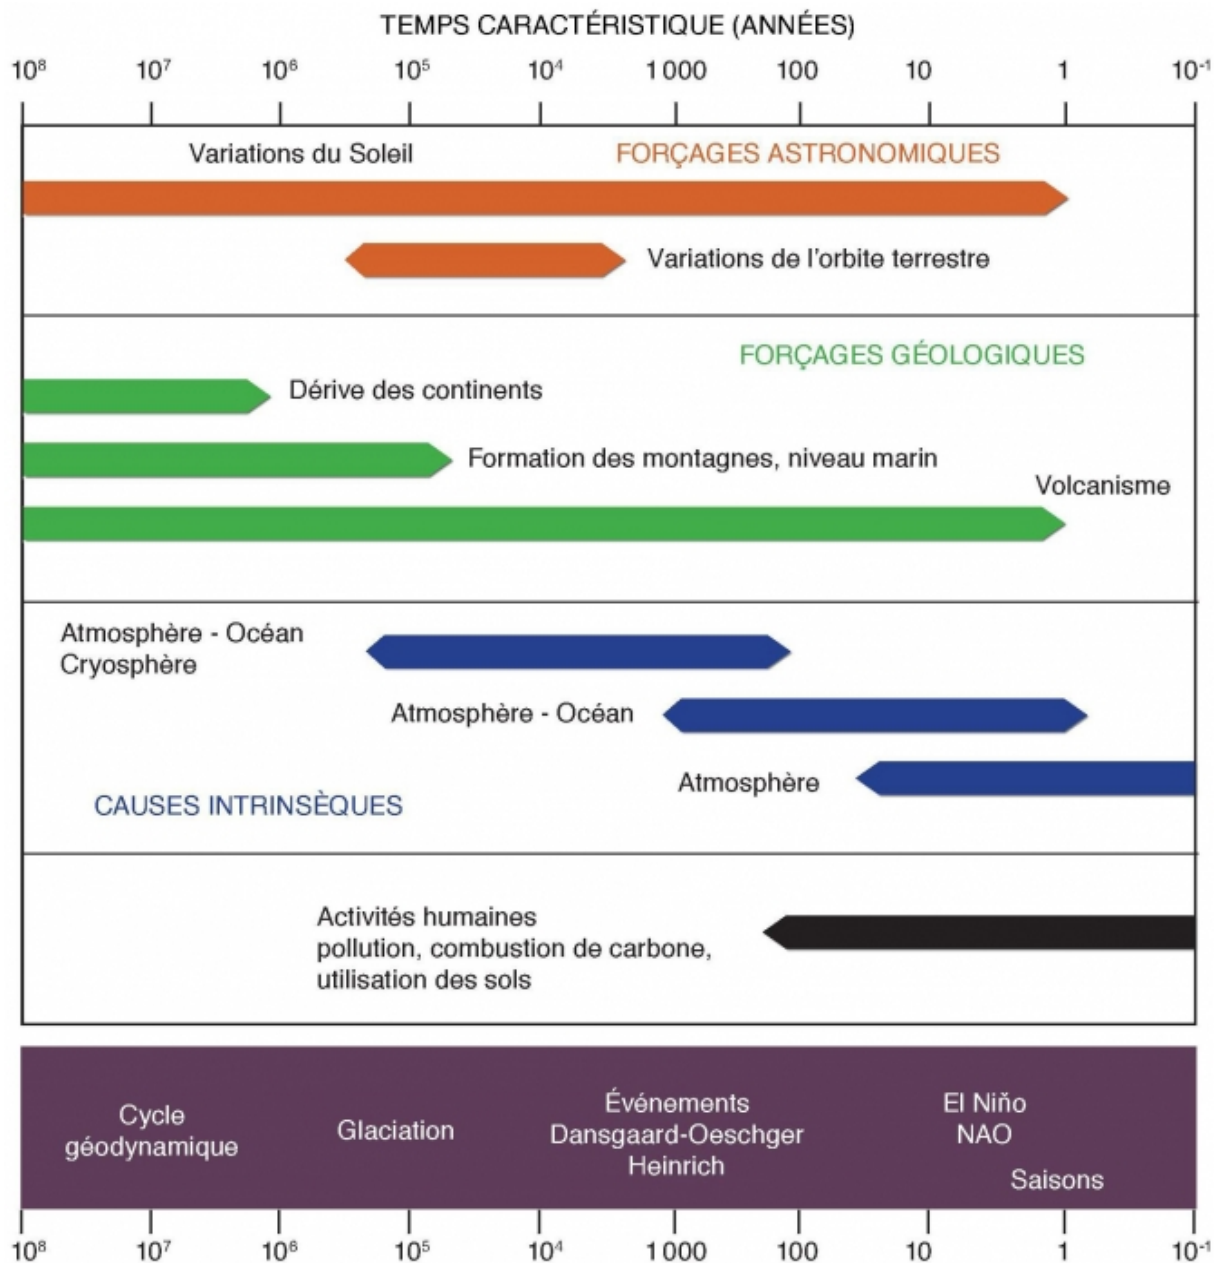 TEMPS CARACTÉRISTIQUE (ANNÉES)
10⁸ 10⁷ 10⁶ 10⁵ 10⁴ 1 000 100 10 1 10⁻¹
Variations du Soleil
FORÇAGES ASTRONOMIQUES
Variations de l'orbite terrestre
FORÇAGES GÉOLOGIQUES
Dérive des continents
Formation des montagnes, niveau marin
Volcanisme
Atmosphère - Océan
Cryosphère
Atmosphère - Océan
Atmosphère
CAUSES INTRINSÈQUES
Activités humaines
pollution, combustion de carbone,
utilisation des sols
Cycle
géodynamique
Glaciation
Événements
Dansgaard-Oeschger
Heinrich
El Niňo
NAO
Saisons
10⁸ 10⁷ 10⁶ 10⁵ 10⁴ 1 000 100 10 1 10⁻¹